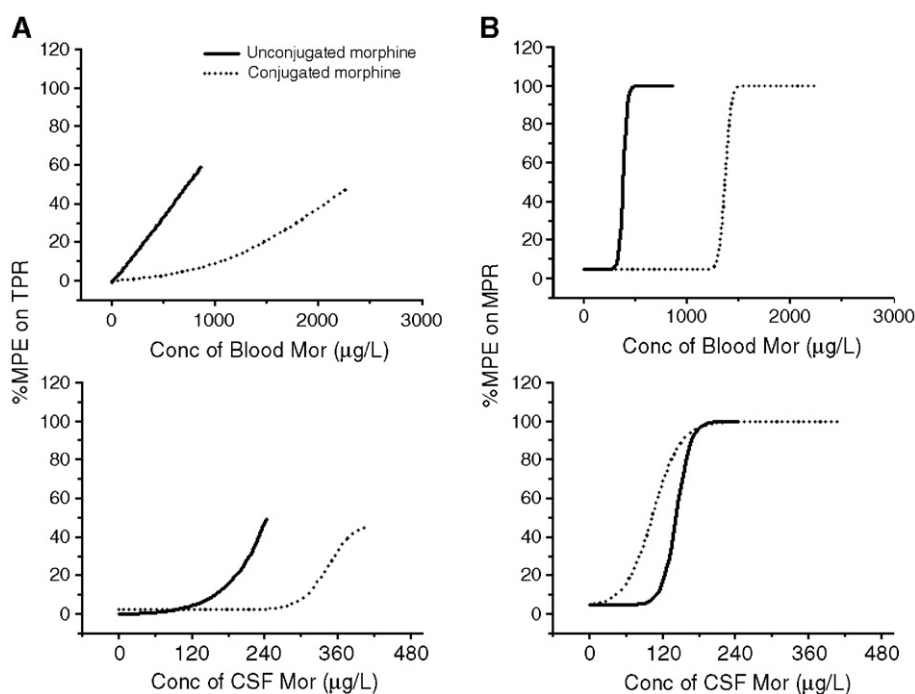 A
B
Unconjugated morphine
Conjugated morphine
120
100
80
60
40
20
0
0 1000 2000 3000
Conc of Blood Mor (µg/L)
120
100
80
60
40
20
0
0 1000 2000 3000
Conc of Blood Mor (µg/L)
%MPE on TPR
%MPE on MPR
120
100
80
60
40
20
0
0 120 240 360 480
Conc of CSF Mor (µg/L)
120
100
80
60
40
20
0
0 120 240 360 480
Conc of CSF Mor (µg/L)